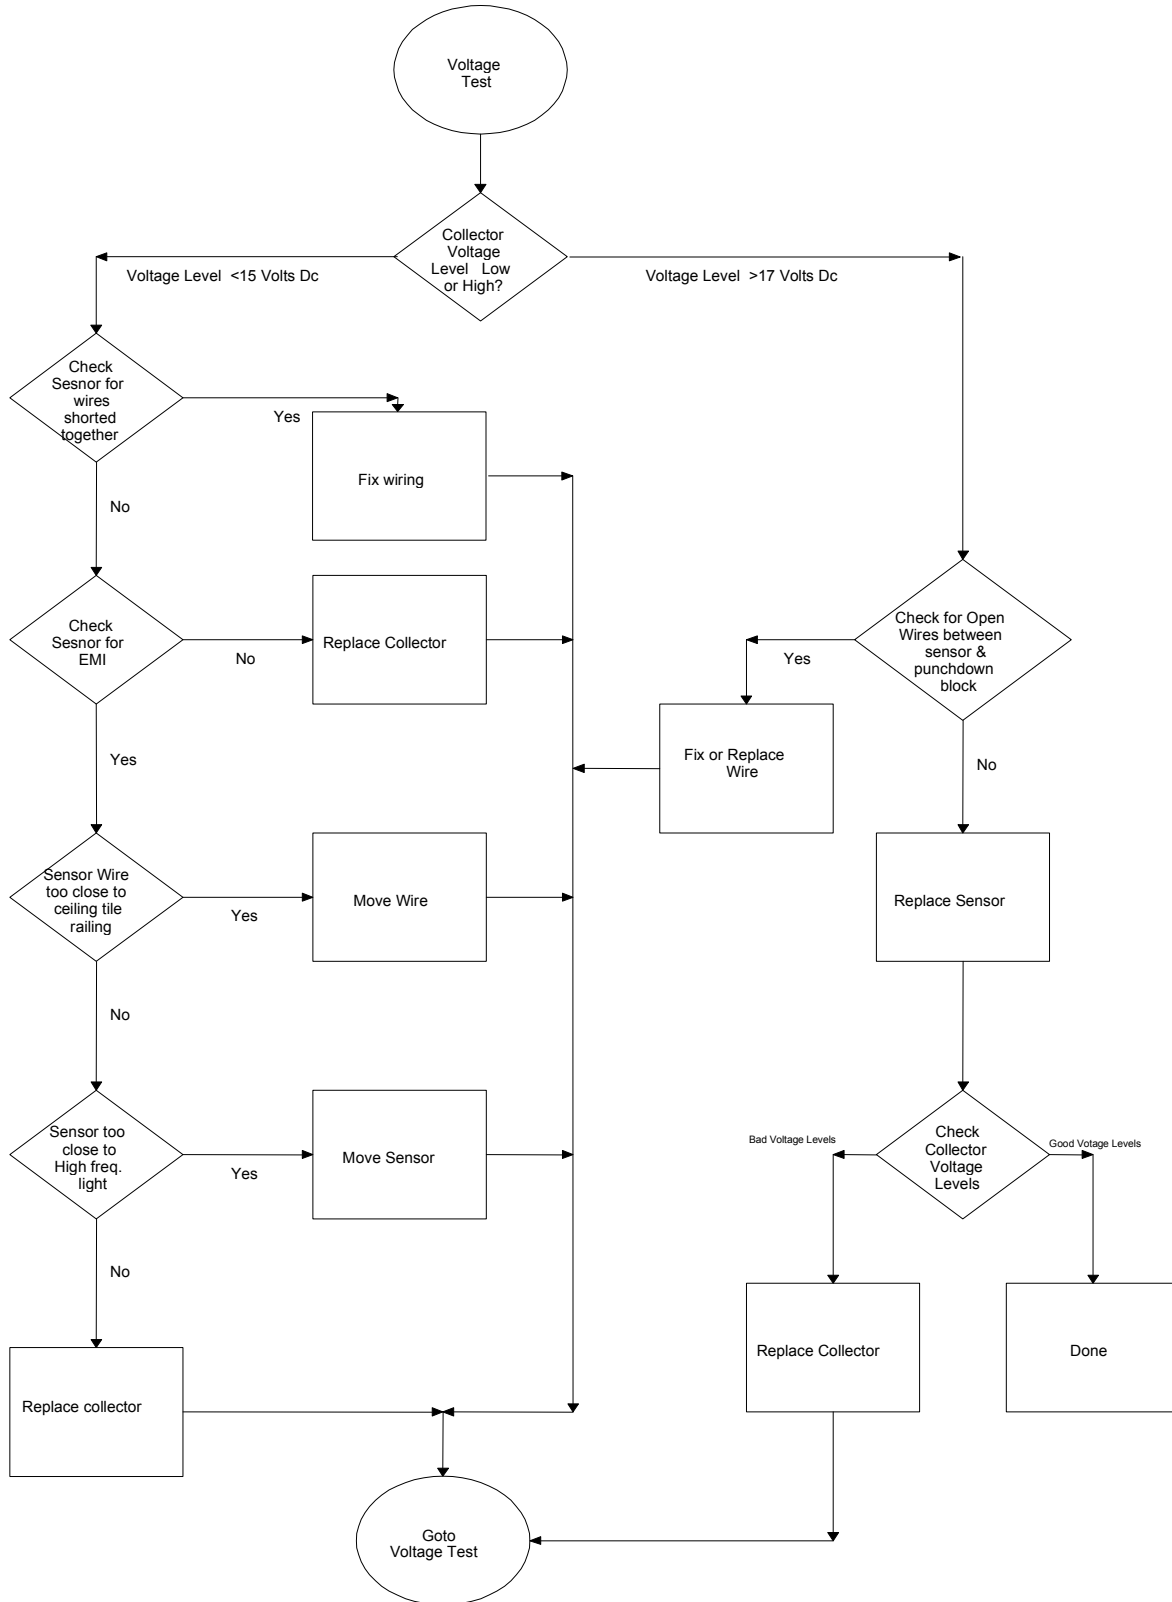 Voltage
Test
Collector
Voltage
Level   Low
or High?
Voltage Level  <15 Volts Dc
Voltage Level  >17 Volts Dc
Check
Sesnor for
wires
shorted
together
Yes
Fix wiring
No
Check
Sesnor for
EMI
No
Replace Collector
Check for Open
Wires between
sensor &
punchdown
block
Yes
Fix or Replace
Wire
No
Yes
Sensor Wire
too close to
ceiling tile
railing
Yes
Move Wire
Replace Sensor
No
Sensor too
close to
High freq.
light
Yes
Move Sensor
Bad Voltage Levels
Check
Collector
Voltage
Levels
Good Votage Levels
No
Replace collector
Replace Collector
Done
Goto
Voltage Test